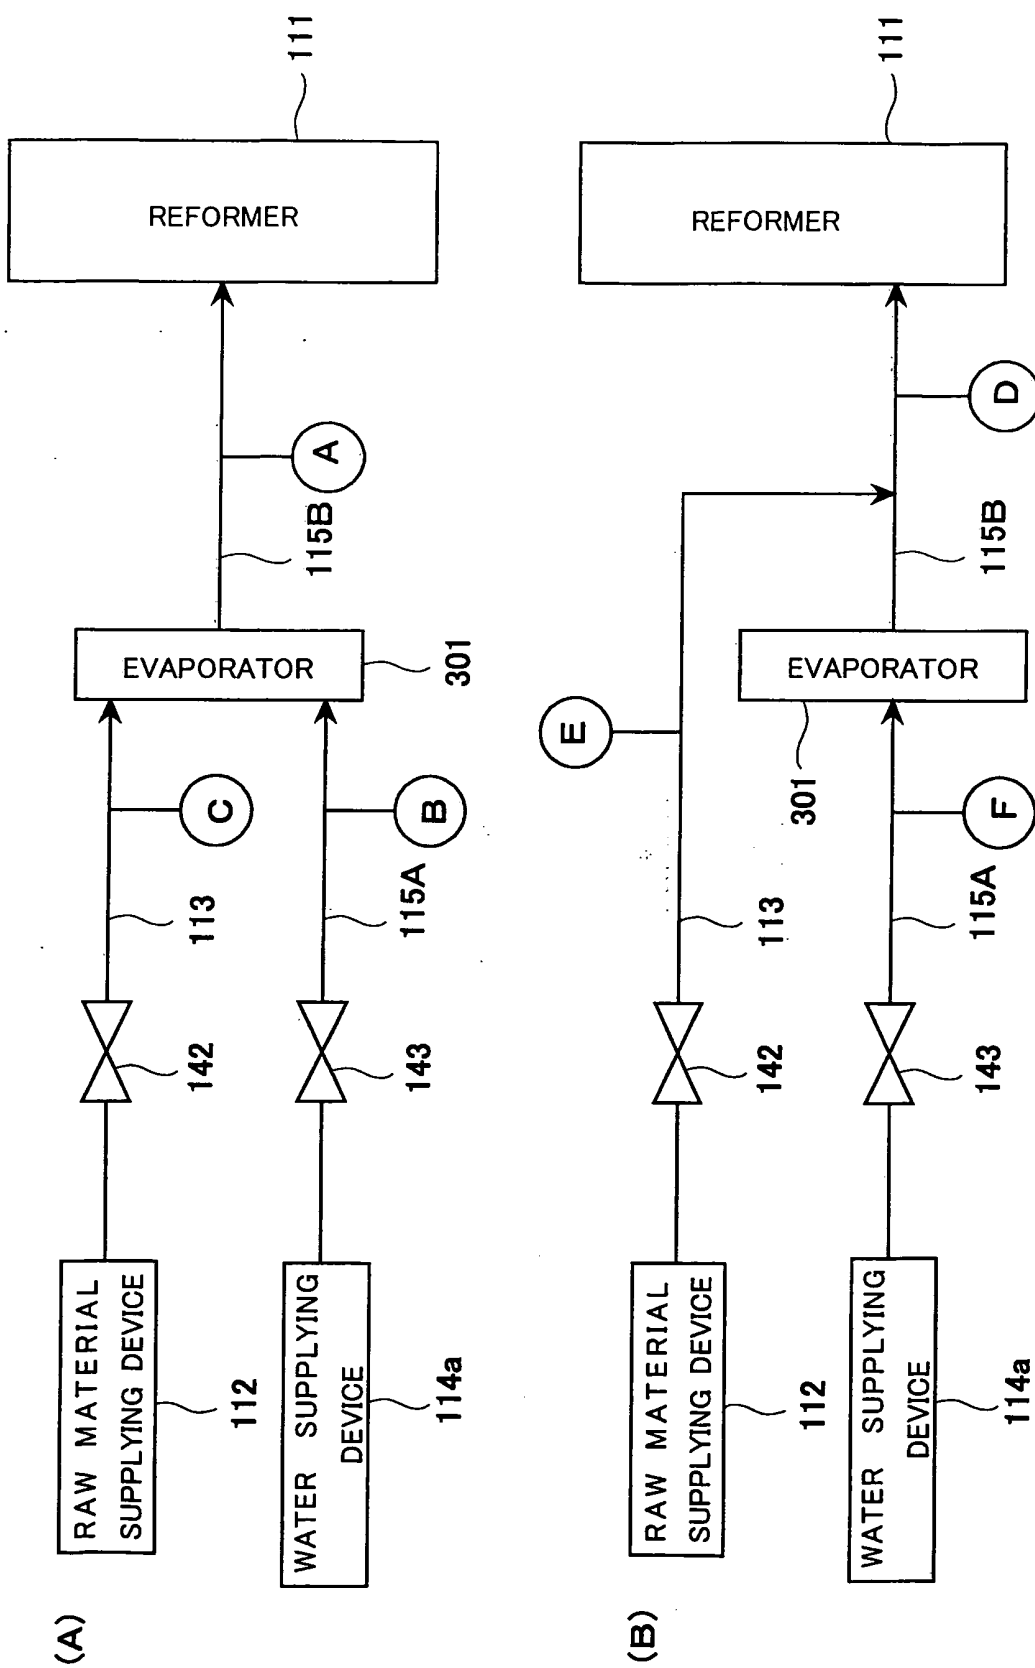 (A)
RAW MATERIAL
SUPPLYING DEVICE
112
142
113
C
WATER SUPPLYING
DEVICE
114a
143
115A
B
EVAPORATOR
301
115B
A
REFORMER
111
(B)
RAW MATERIAL
SUPPLYING DEVICE
112
142
113
E
WATER SUPPLYING
DEVICE
114a
143
115A
F
EVAPORATOR
301
115B
D
REFORMER
111